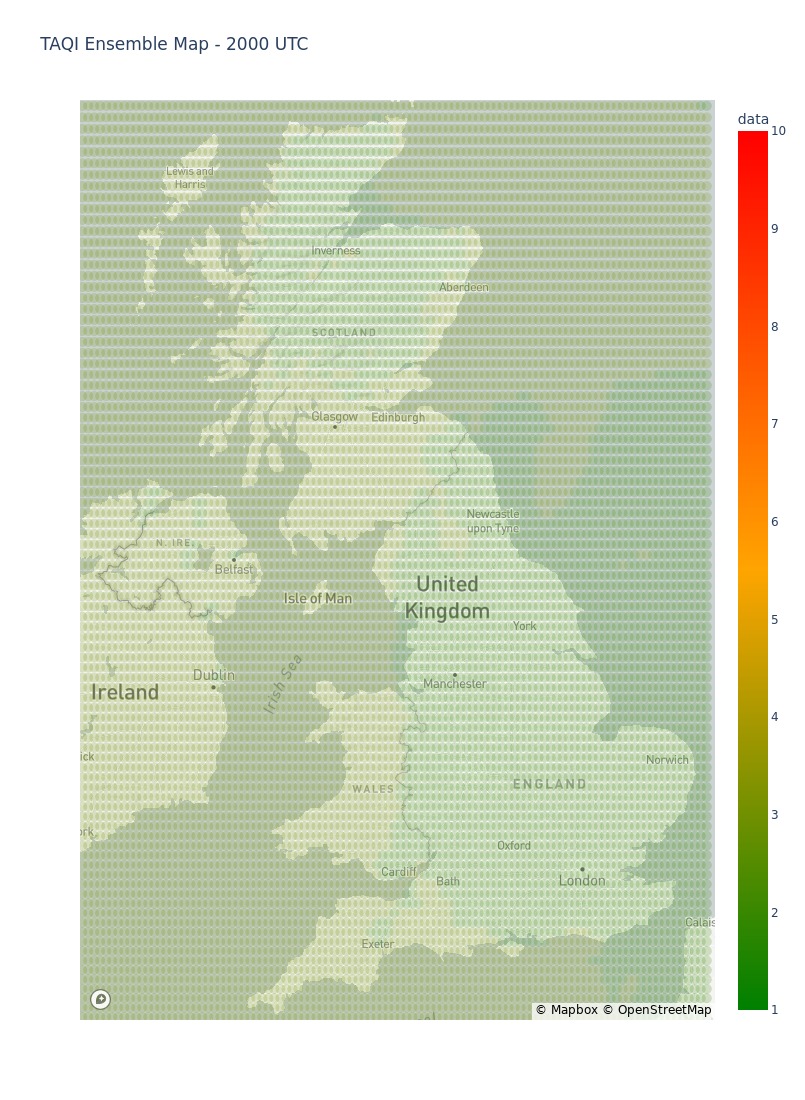 TAQI Ensemble Map - 2000 UTC
data
10
9
8
7
6
5
4
3
2
1
Lewis and
Harris
Inverness
Aberdeen
SCOTLAND
Glasgow
Edinburgh
Newcastle
upon Tyne
N. IRE.
Belfast
Isle of Man
United
Kingdom
York
Dublin
Manchester
Irish Sea
Ireland
ick
Norwich
WALES
ENGLAND
ork
Oxford
Cardiff
Bath
London
Calais
Exeter
© Mapbox © OpenStreetMap